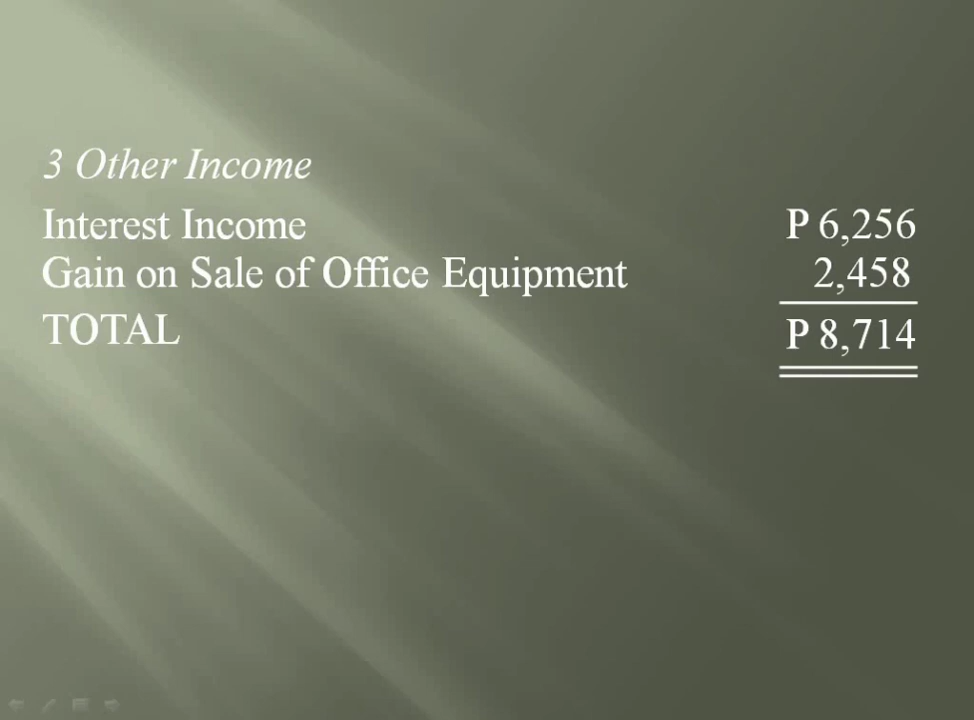 3 Other Income
Interest Income P 6,256
Gain on Sale of Office Equipment 2,458
TOTAL P 8,714